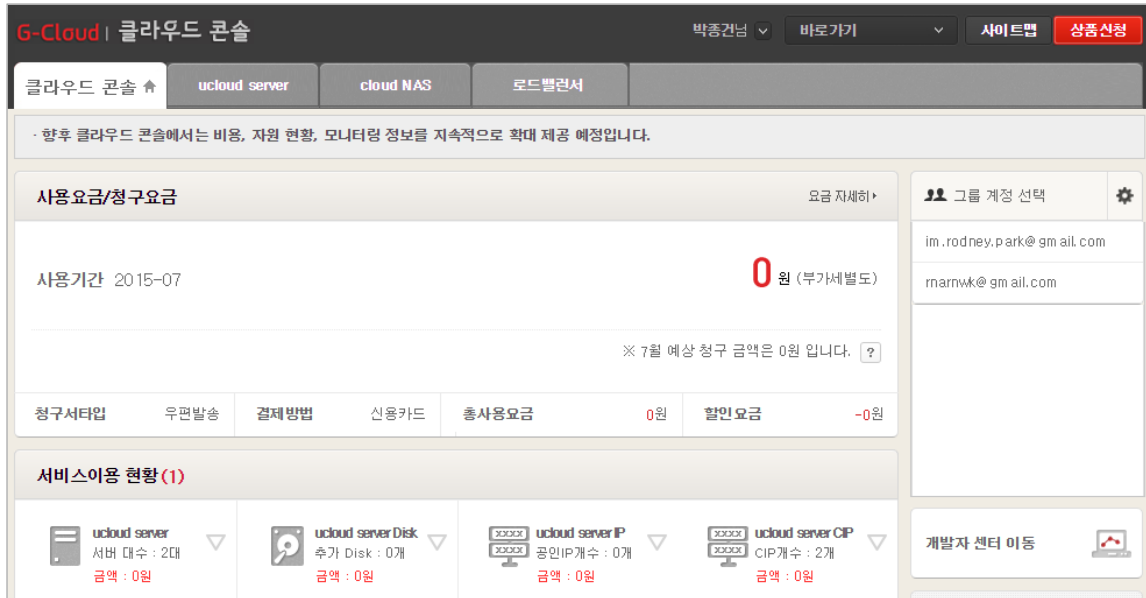 G-Cloud | 클라우드 콘솔 박종건님 바로가기 사이트맵 상품신청
클라우드 콘솔 ucloud server cloud NAS 로드밸런서
· 향후 클라우드 콘솔에서는 비용, 자원 현황, 모니터링 정보를 지속적으로 확대 제공 예정입니다.
사용요금/청구요금 요금 자세히
그룹 계정 선택
im.rodney.park@gmail.com
rnarnwk@gmail.com
사용기간 2015-07 0 원 (부가세별도)
※ 7월 예상 청구 금액은 0원 입니다. ?
청구서타입 우편발송 결제방법 신용카드 총사용요금 0원 할인요금 -0원
서비스이용 현황(1)
ucloud server
서버 대수 : 2대
금액 : 0원
ucloud server Disk
추가 Disk : 0개
금액 : 0원
xxxx
xxxx
ucloud server IP
공인IP개수 : 0개
금액 : 0원
xxxx
xxxx
ucloud server CIP
CIP개수 : 2개
금액 : 0원
개발자 센터 이동